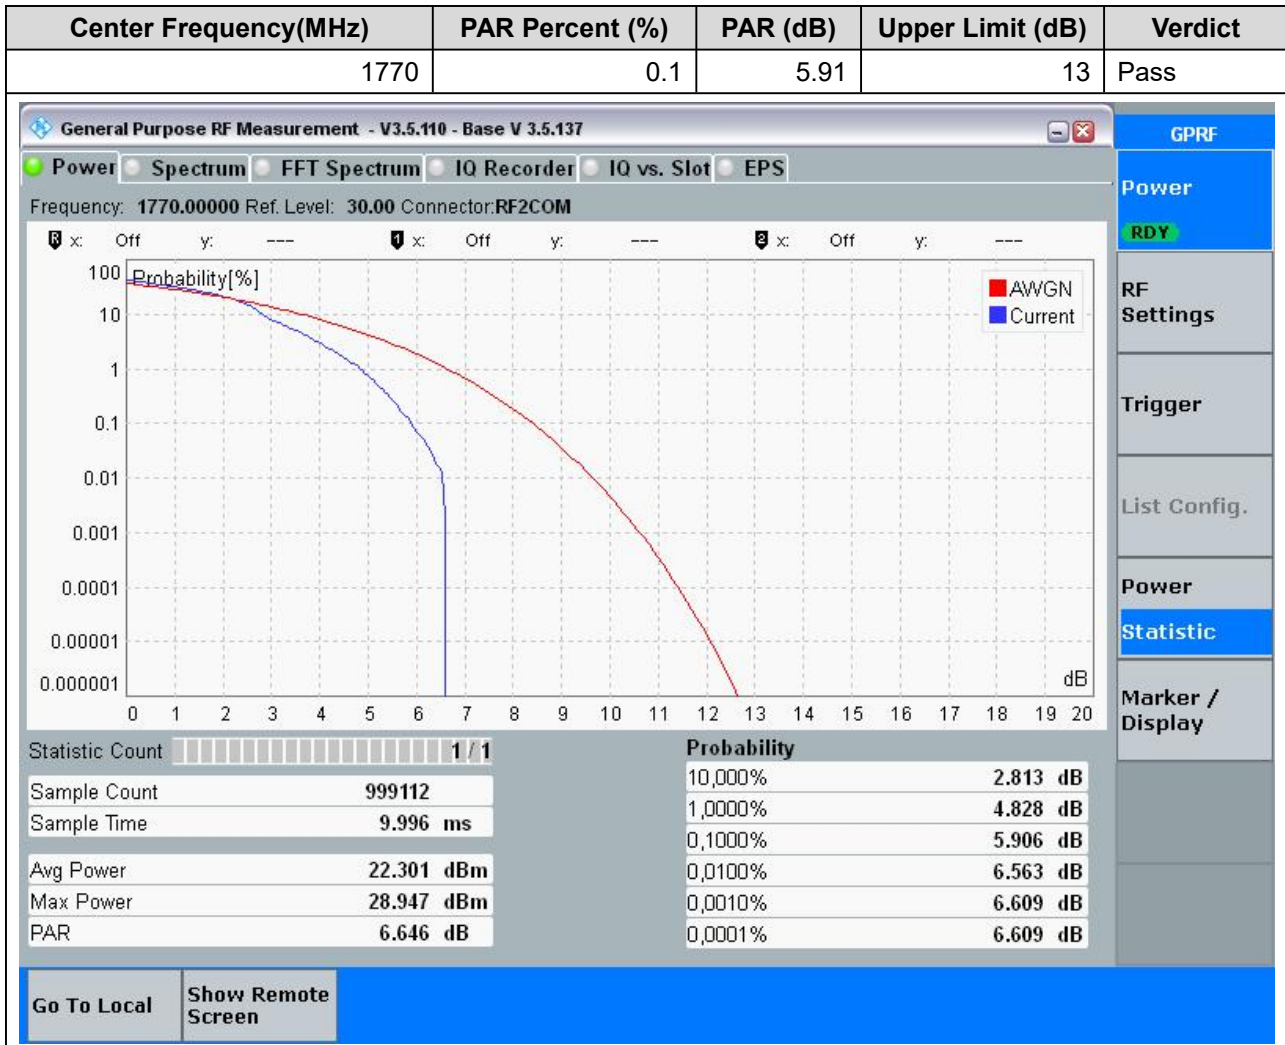 Center Frequency(MHz) PAR Percent (%) PAR (dB) Upper Limit (dB) Verdict
1770 0.1 5.91 13 Pass
General Purpose RF Measurement - V3.5.110 - Base V 3.5.137
GPRF
Power Spectrum FFT Spectrum IQ Recorder IQ vs. Slot EPS
Frequency: 1770.00000 Ref. Level: 30.00 Connector:RF2COM
R x: Off y: --- 1 x: Off y: --- 2 x: Off y: ---
Probability[%]
AWGN
Current
100
10
1
0.1
0.01
0.001
0.0001
0.00001
0.000001
dB
0 1 2 3 4 5 6 7 8 9 10 11 12 13 14 15 16 17 18 19 20
Statistic Count 1 / 1
Sample Count 999112
Sample Time 9.996 ms
Avg Power 22.301 dBm
Max Power 28.947 dBm
PAR 6.646 dB
Probability
10,000% 2.813 dB
1,0000% 4.828 dB
0,1000% 5.906 dB
0,0100% 6.563 dB
0,0010% 6.609 dB
0,0001% 6.609 dB
Power
RDY
RF
Settings
Trigger
List Config.
Power
Statistic
Marker /
Display
Go To Local
Show Remote
Screen